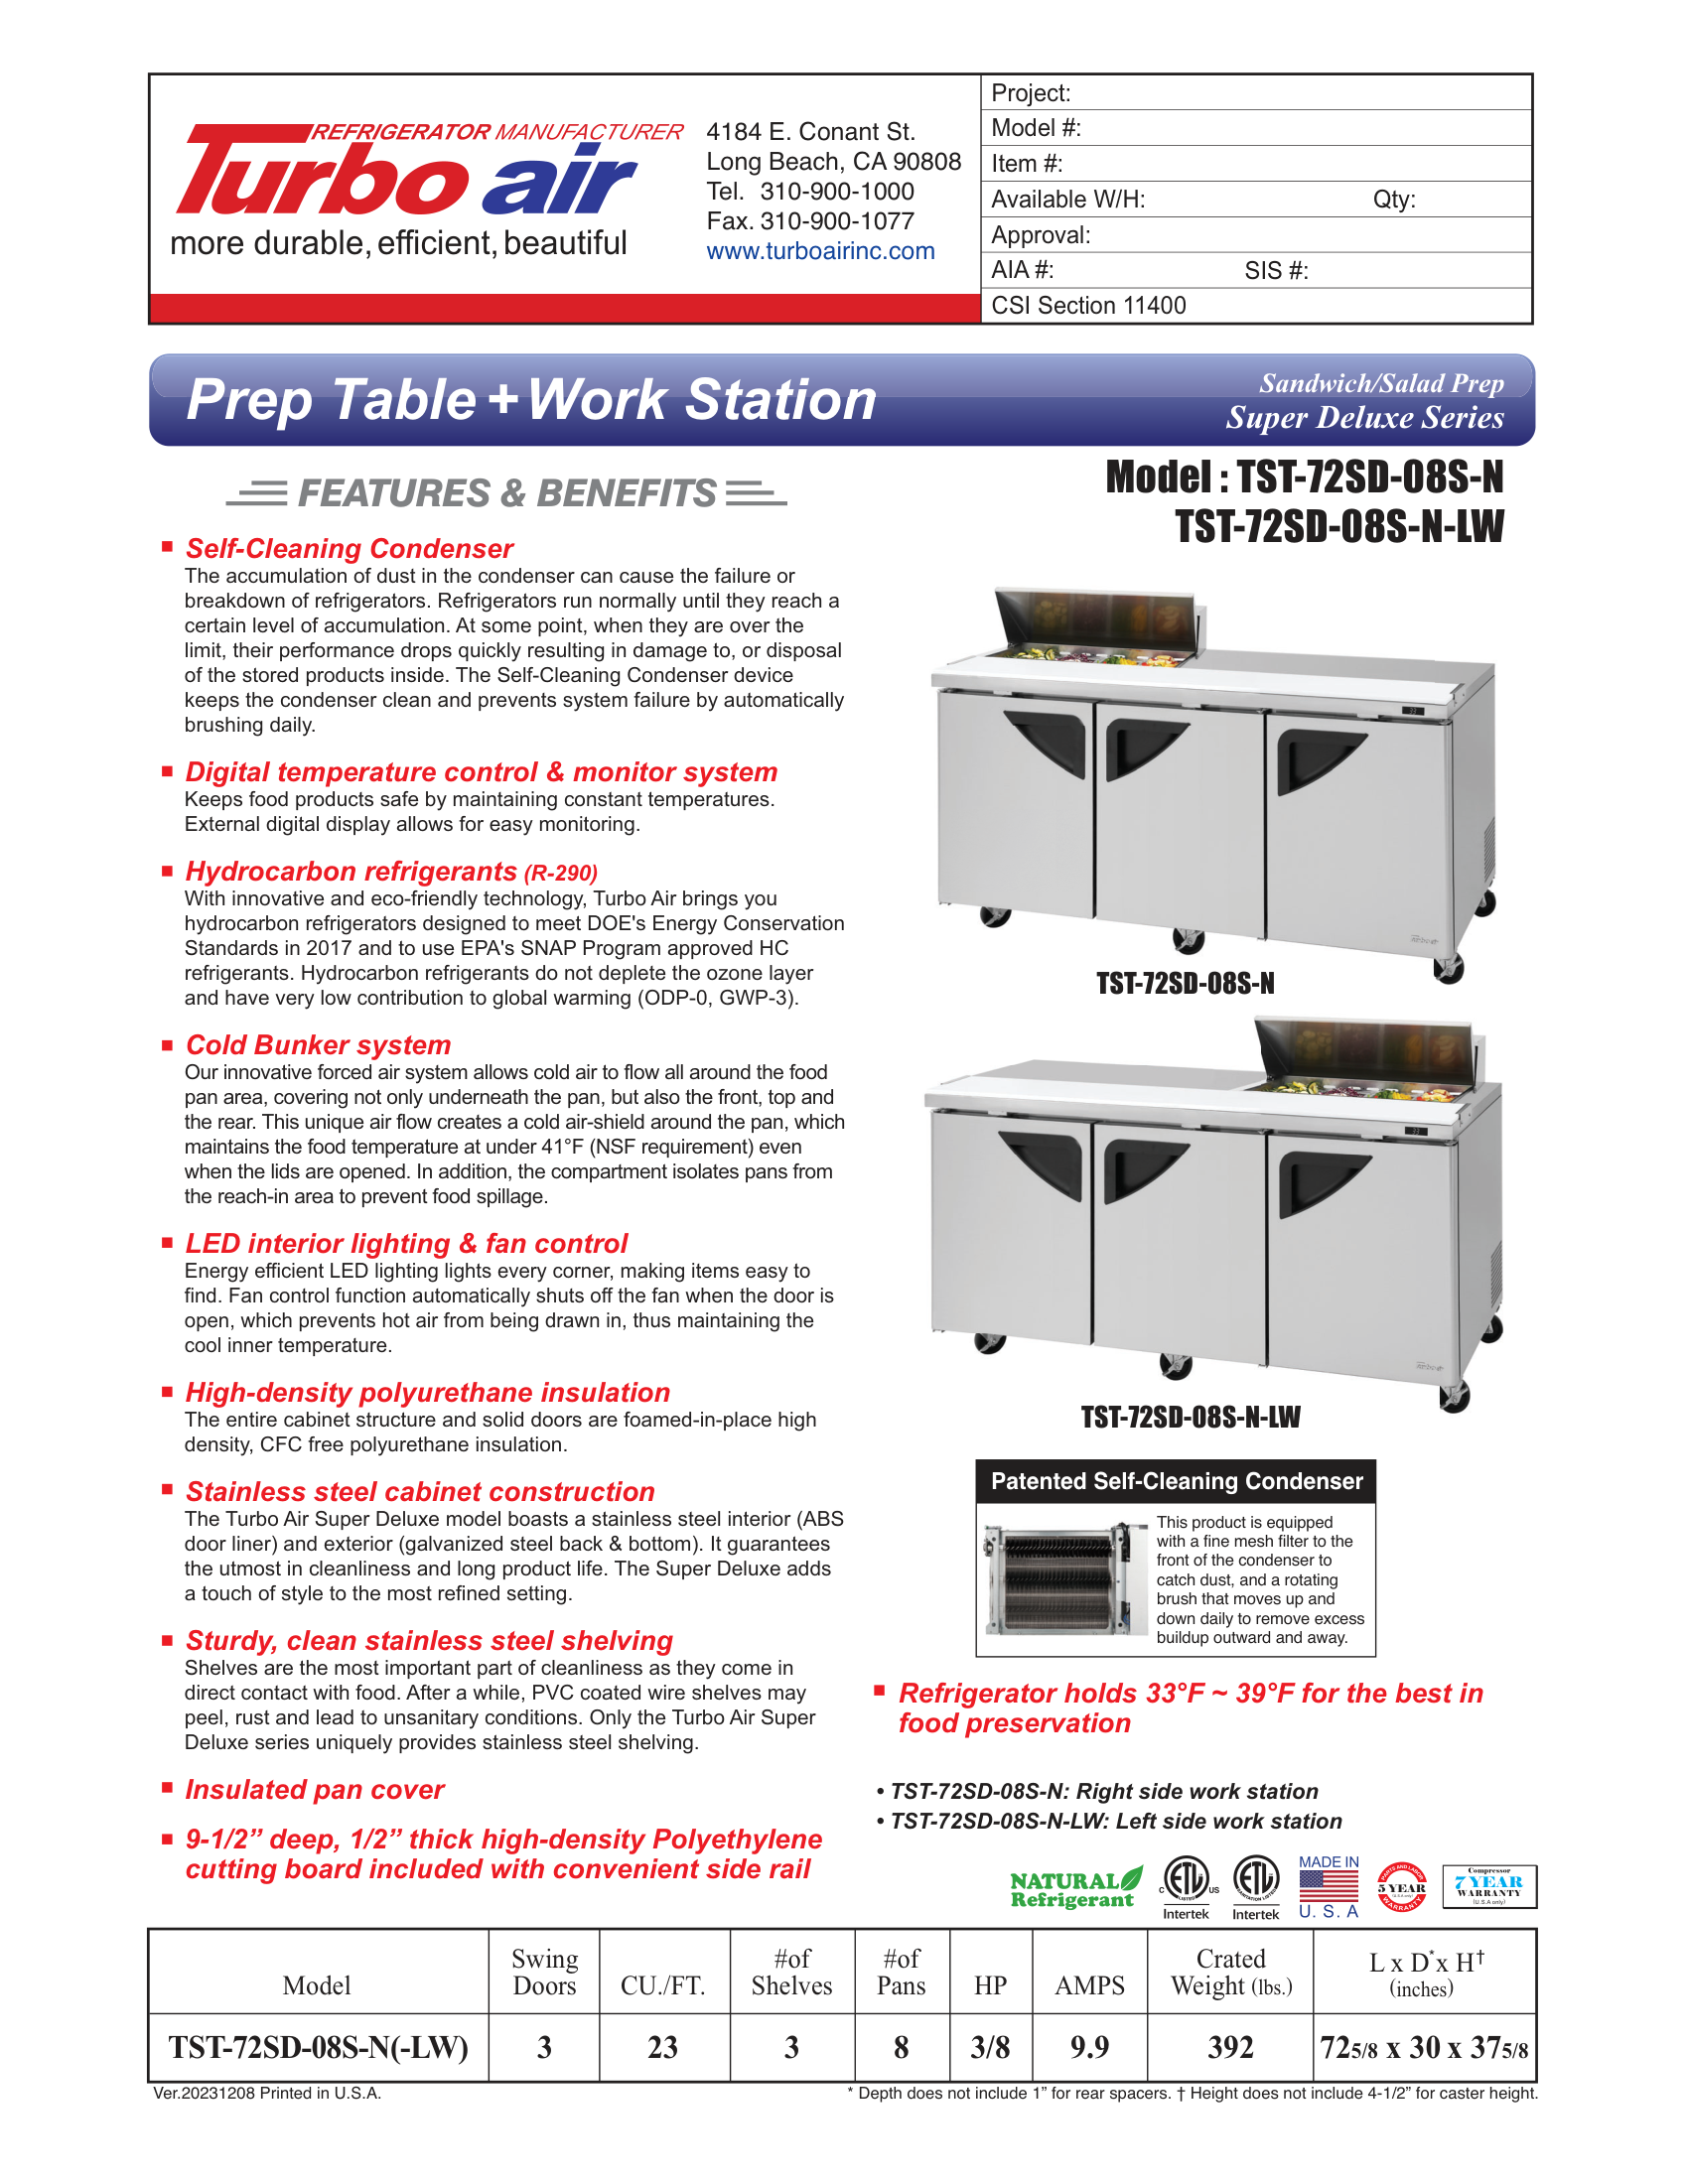 REFRIGERATOR MANUFACTURER
Turbo air
more durable, efficient, beautiful
4184 E. Conant St.
Long Beach, CA 90808
Tel. 310-900-1000
Fax. 310-900-1077
www.turboairinc.com
Project:
Model #:
Item #:
Available W/H: Qty:
Approval:
AIA #: SIS #:
CSI Section 11400
Prep Table + Work Station
Sandwich/Salad Prep
Super Deluxe Series
FEATURES & BENEFITS
Self-Cleaning Condenser
The accumulation of dust in the condenser can cause the failure or
breakdown of refrigerators. Refrigerators run normally until they reach a
certain level of accumulation. At some point, when they are over the
limit, their performance drops quickly resulting in damage to, or disposal
of the stored products inside. The Self-Cleaning Condenser device
keeps the condenser clean and prevents system failure by automatically
brushing daily.
Digital temperature control & monitor system
Keeps food products safe by maintaining constant temperatures.
External digital display allows for easy monitoring.
Hydrocarbon refrigerants (R-290)
With innovative and eco-friendly technology, Turbo Air brings you
hydrocarbon refrigerators designed to meet DOE's Energy Conservation
Standards in 2017 and to use EPA's SNAP Program approved HC
refrigerants. Hydrocarbon refrigerants do not deplete the ozone layer
and have very low contribution to global warming (ODP-0, GWP-3).
Cold Bunker system
Our innovative forced air system allows cold air to flow all around the food
pan area, covering not only underneath the pan, but also the front, top and
the rear. This unique air flow creates a cold air-shield around the pan, which
maintains the food temperature at under 41°F (NSF requirement) even
when the lids are opened. In addition, the compartment isolates pans from
the reach-in area to prevent food spillage.
LED interior lighting & fan control
Energy efficient LED lighting lights every corner, making items easy to
find. Fan control function automatically shuts off the fan when the door is
open, which prevents hot air from being drawn in, thus maintaining the
cool inner temperature.
High-density polyurethane insulation
The entire cabinet structure and solid doors are foamed-in-place high
density, CFC free polyurethane insulation.
Stainless steel cabinet construction
The Turbo Air Super Deluxe model boasts a stainless steel interior (ABS
door liner) and exterior (galvanized steel back & bottom). It guarantees
the utmost in cleanliness and long product life. The Super Deluxe adds
a touch of style to the most refined setting.
Sturdy, clean stainless steel shelving
Shelves are the most important part of cleanliness as they come in
direct contact with food. After a while, PVC coated wire shelves may
peel, rust and lead to unsanitary conditions. Only the Turbo Air Super
Deluxe series uniquely provides stainless steel shelving.
Insulated pan cover
9-1/2” deep, 1/2” thick high-density Polyethylene
cutting board included with convenient side rail
Model : TST-72SD-08S-N
TST-72SD-08S-N-LW
TST-72SD-08S-N
TST-72SD-08S-N-LW
Patented Self-Cleaning Condenser
This product is equipped
with a fine mesh filter to the
front of the condenser to
catch dust, and a rotating
brush that moves up and
down daily to remove excess
buildup outward and away.
Refrigerator holds 33°F ~ 39°F for the best in
food preservation
• TST-72SD-08S-N: Right side work station
• TST-72SD-08S-N-LW: Left side work station
NATURAL
Refrigerant
C ETL US
LISTED
Intertek
ETL
SANITATION LISTED
Intertek
MADE IN
U. S. A
PARTS AND LABOR
5 YEAR
(U.S.A only)
WARRANTY
Compressor
7 YEAR
WARRANTY
(U.S.A only)
Model Swing Doors CU./FT. #of Shelves #of Pans HP AMPS Crated Weight (lbs.) L x D* x H† (inches)
TST-72SD-08S-N(-LW) 3 23 3 8 3/8 9.9 392 725/8 x 30 x 375/8
Ver.20231208 Printed in U.S.A.
* Depth does not include 1” for rear spacers. † Height does not include 4-1/2” for caster height.